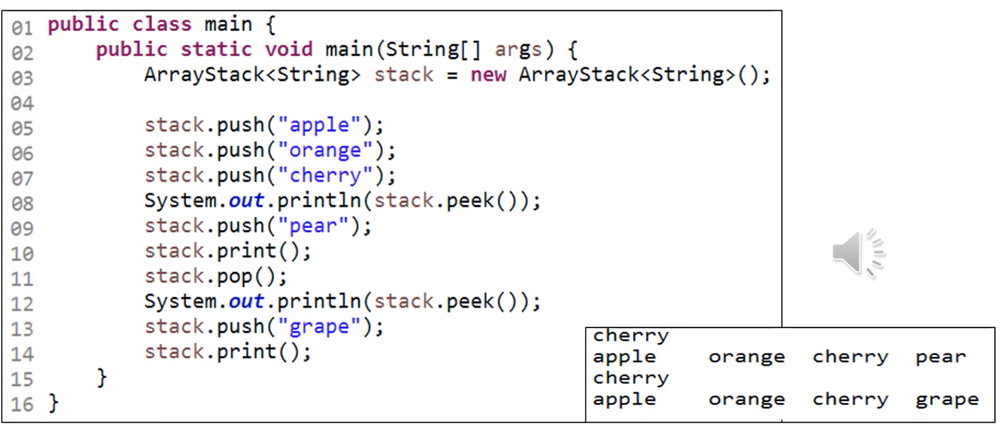 01 public class main {
02 public static void main(String[] args) {
03 ArrayStack<String> stack = new ArrayStack<String>();
04
05 stack.push("apple");
06 stack.push("orange");
07 stack.push("cherry");
08 System.out.println(stack.peek());
09 stack.push("pear");
10 stack.print();
11 stack.pop();
12 System.out.println(stack.peek());
13 stack.push("grape");
14 stack.print();
15 }
16 }
cherry
apple orange cherry pear
cherry
apple orange cherry grape